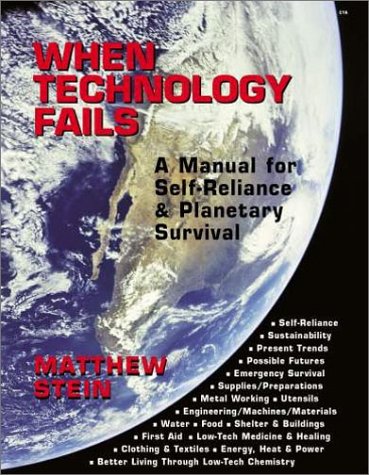 WHEN
TECHNOLOGY
FAILS
A Manual for
Self-Reliance
& Planetary
Survival
MATTHEW
STEIN
▪ Self-Reliance
▪ Sustainability
▪ Present Trends
▪ Possible Futures
▪ Emergency Survival
▪ Supplies/Preparations
▪ Metal Working ▪ Utensils
▪ Engineering/Machines/Materials
▪ Water ▪ Food ▪ Shelter & Buildings
▪ First Aid ▪ Low-Tech Medicine & Healing
▪ Clothing & Textiles ▪ Energy, Heat & Power
▪ Better Living Through Low-Tech Chemistry